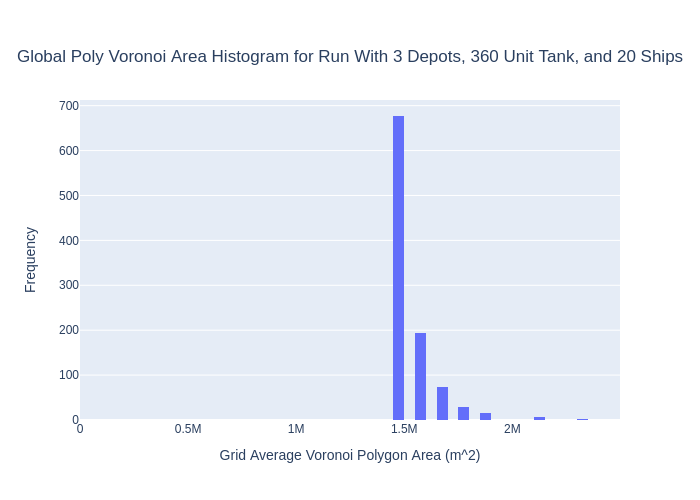 Global Poly Voronoi Area Histogram for Run With 3 Depots, 360 Unit Tank, and 20 Ships
700
600
500
400
300
200
100
0
Frequency
0
0.5M
1M
1.5M
2M
Grid Average Voronoi Polygon Area (m^2)